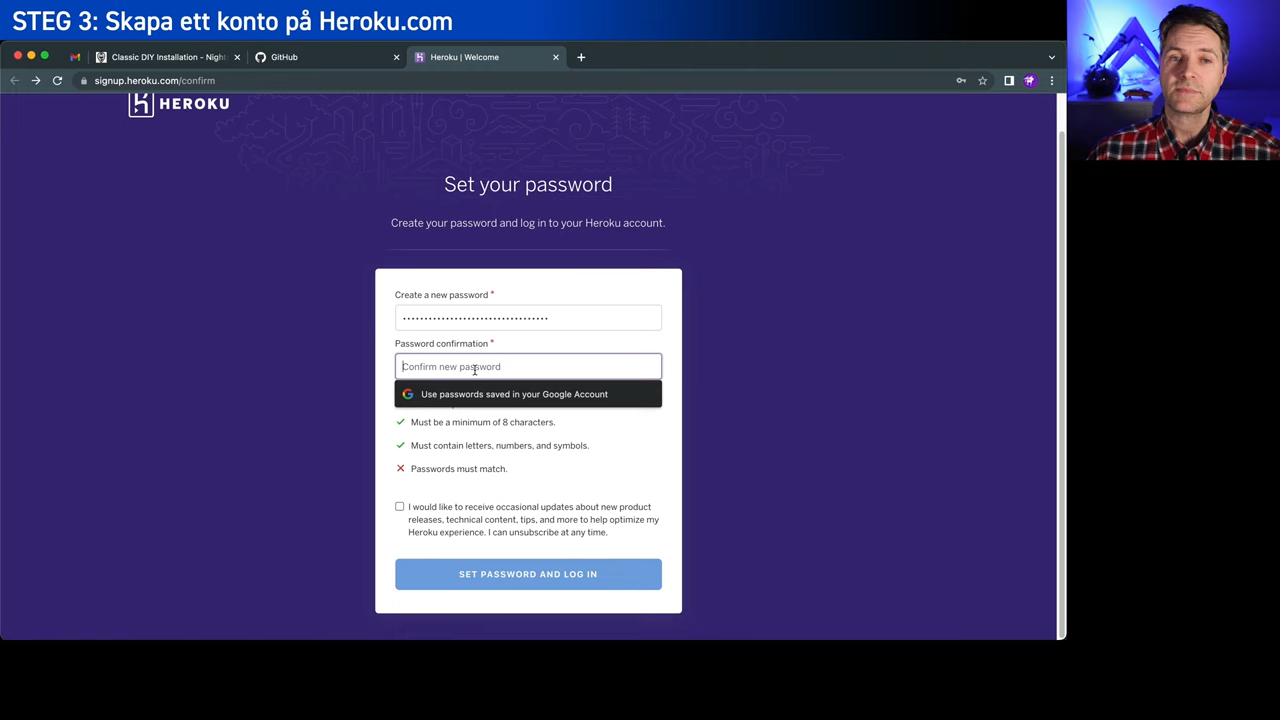 STEG 3: Skapa ett konto på Heroku.com
Classic DIY Installation - Night
GitHub
Heroku | Welcome
signup.heroku.com/confirm
HEROKU
Set your password
Create your password and log in to your Heroku account.
Create a new password *
Password confirmation *
Confirm new password
Use passwords saved in your Google Account
Must be a minimum of 8 characters.
Must contain letters, numbers, and symbols.
Passwords must match.
I would like to receive occasional updates about new product
releases, technical content, tips, and more to help optimize my
Heroku experience. I can unsubscribe at any time.
SET PASSWORD AND LOG IN